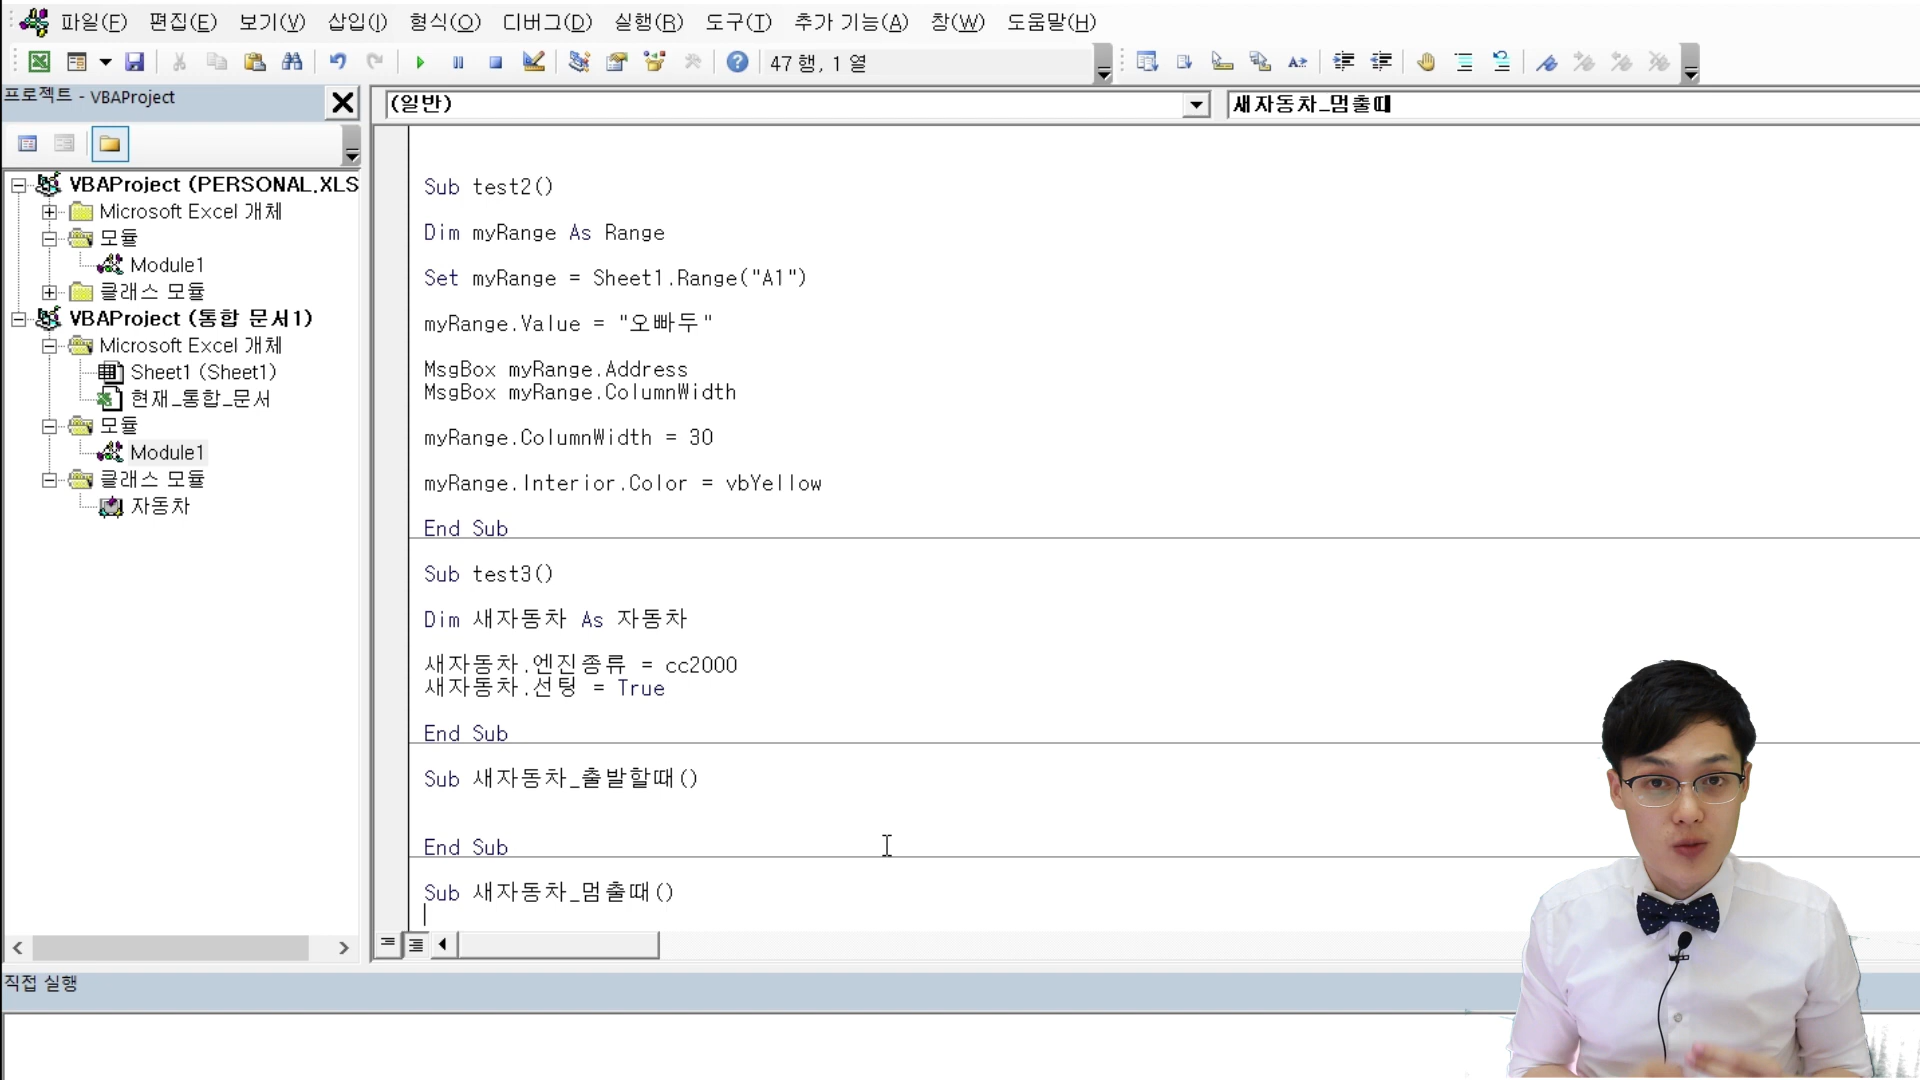 파일(F) 편집(E) 보기(V) 삽입(I) 형식(O) 디버그(D) 실행(R) 도구(T) 추가 기능(A) 창(W) 도움말(H)
47 행, 1 열
프로젝트 - VBAProject
(일반)
새자동차_멈출때
VBAProject (PERSONAL.XLS
Microsoft Excel 개체
모듈
Module1
클래스 모듈
VBAProject (통합 문서1)
Microsoft Excel 개체
Sheet1 (Sheet1)
현재_통합_문서
모듈
Module1
클래스 모듈
자동차
Sub test2()
Dim myRange As Range
Set myRange = Sheet1.Range("A1")
myRange.Value = "오빠두"
MsgBox myRange.Address
MsgBox myRange.ColumnWidth
myRange.ColumnWidth = 30
myRange.Interior.Color = vbYellow
End Sub
Sub test3()
Dim 새자동차 As 자동차
새자동차.엔진종류 = cc2000
새자동차.선팅 = True
End Sub
Sub 새자동차_출발할때()
End Sub
Sub 새자동차_멈출때()
직접 실행